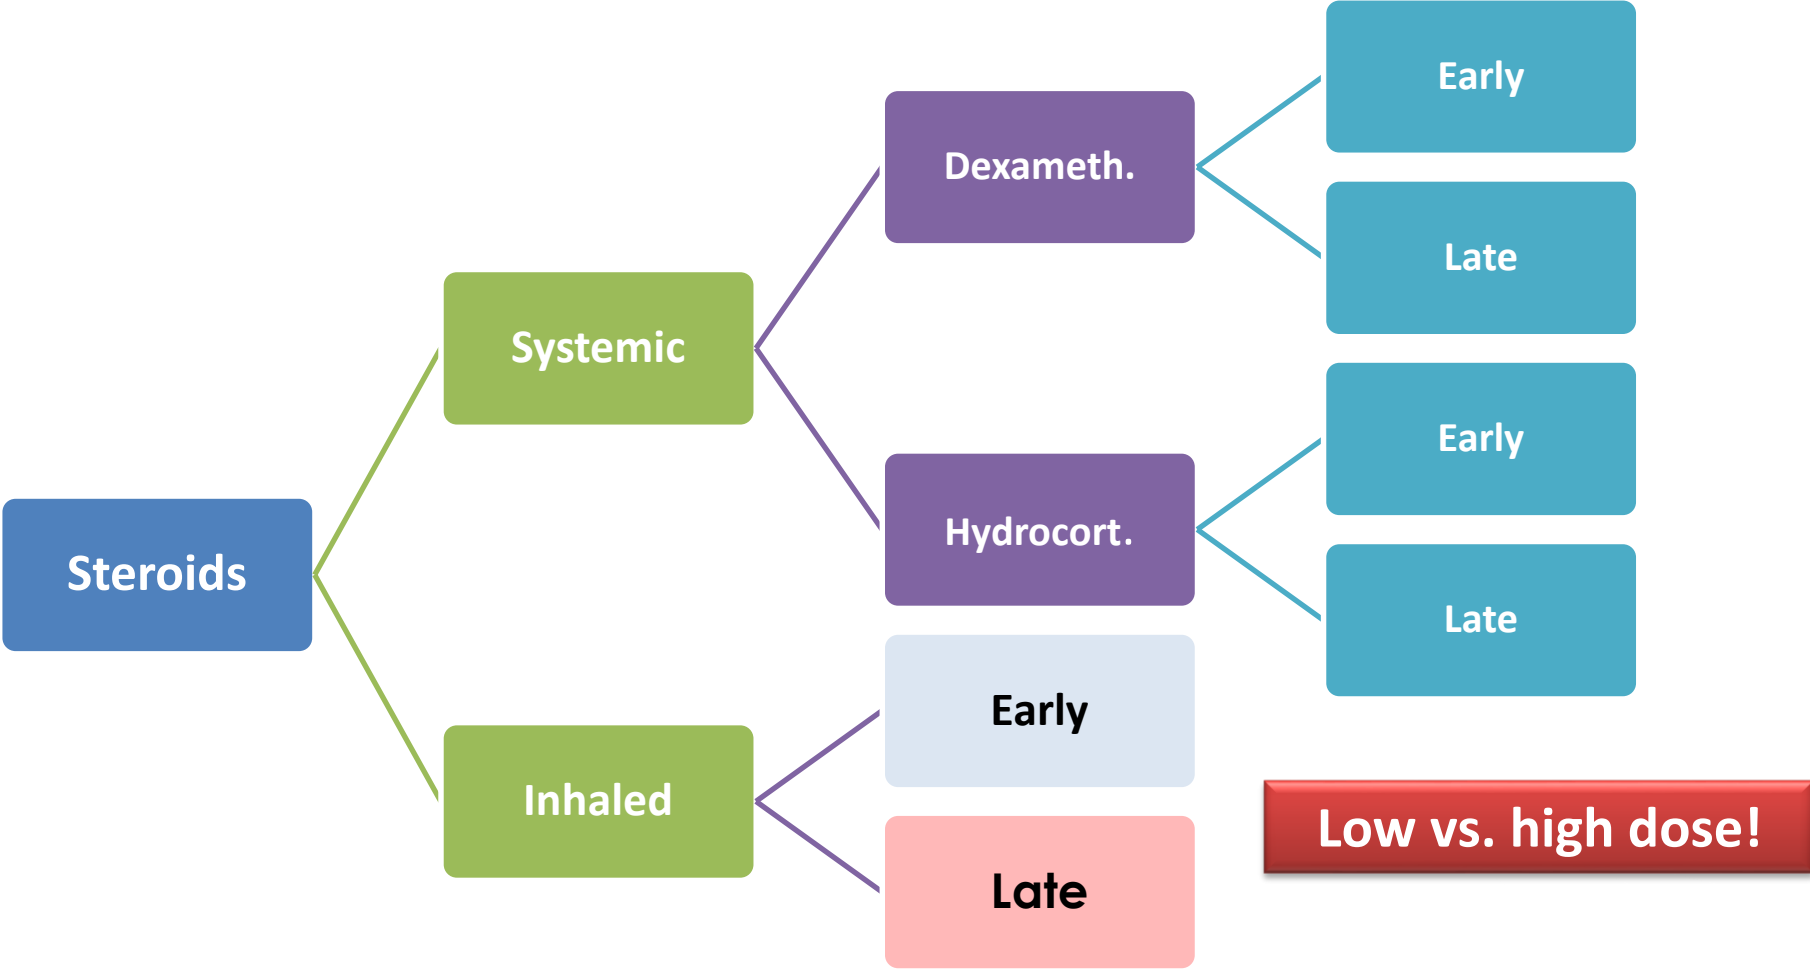 Steroids
Systemic
Dexameth.
Early
Late
Hydrocort.
Early
Late
Inhaled
Early
Late
Low vs. high dose!